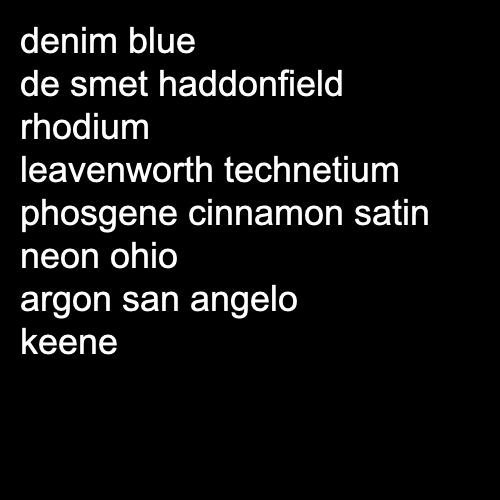 denim blue
de smet haddonfield
rhodium
leavenworth technetium
phosgene cinnamon satin
neon ohio
argon san angelo
keene